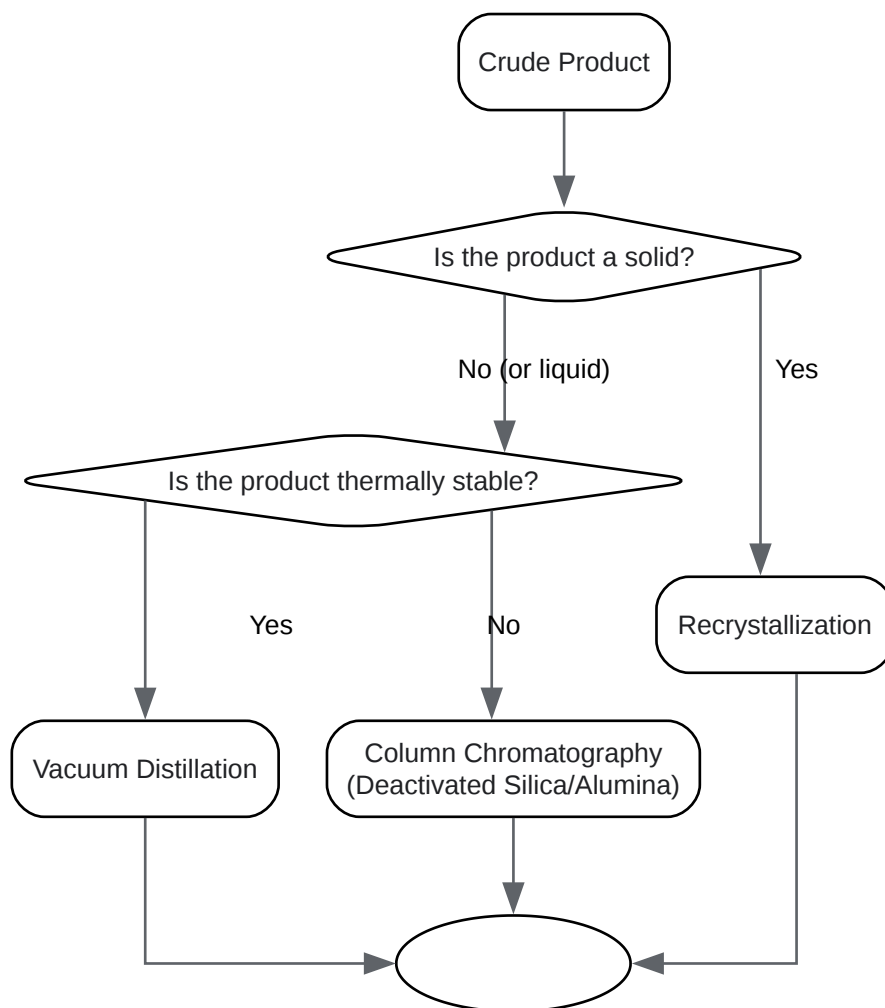 Crude Product
Is the product a solid?
No (or liquid)
Yes
Is the product thermally stable?
Yes
No
Recrystallization
Vacuum Distillation
Column Chromatography
(Deactivated Silica/Alumina)